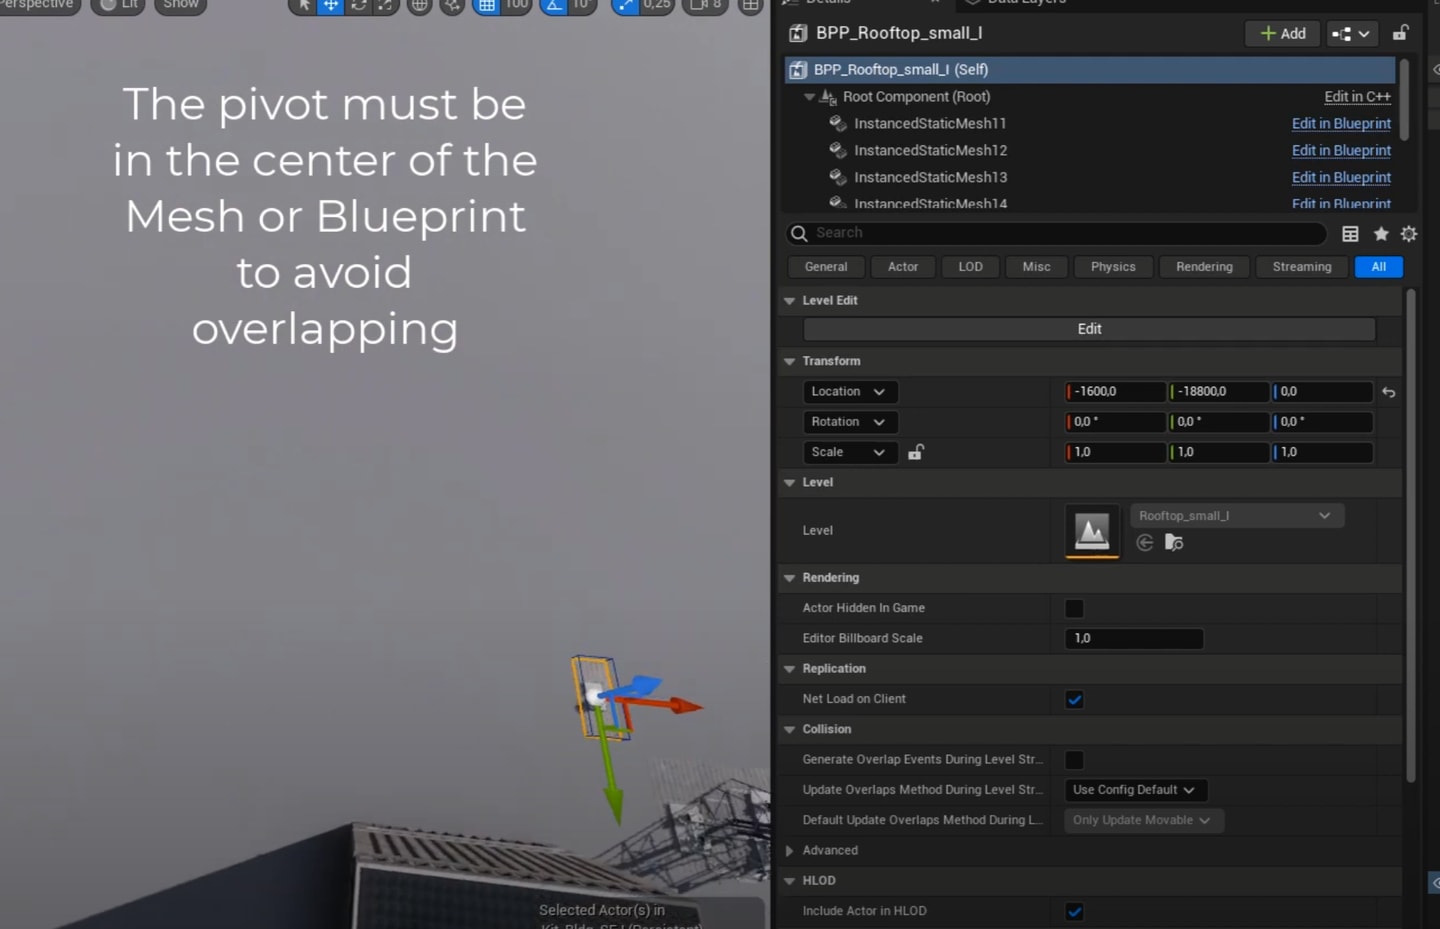 Perspective
Lit
Show
100
10°
0,25
8
Details
Data Layers
The pivot must be
in the center of the
Mesh or Blueprint
to avoid
overlapping
Selected Actor(s) in
BPP_Rooftop_small_I
Add
BPP_Rooftop_small_I (Self)
Root Component (Root) Edit in C++
InstancedStaticMesh11 Edit in Blueprint
InstancedStaticMesh12 Edit in Blueprint
InstancedStaticMesh13 Edit in Blueprint
InstancedStaticMesh14 Edit in Blueprint
Search
General Actor LOD Misc Physics Rendering Streaming All
Level Edit
Edit
Transform
Location -1600,0 -18800,0 0,0
Rotation 0,0 ° 0,0 ° 0,0 °
Scale 1,0 1,0 1,0
Level
Level Rooftop_small_I
Rendering
Actor Hidden In Game
Editor Billboard Scale 1,0
Replication
Net Load on Client
Collision
Generate Overlap Events During Level Str...
Update Overlaps Method During Level Str... Use Config Default
Default Update Overlaps Method During L... Only Update Movable
Advanced
HLOD
Include Actor in HLOD